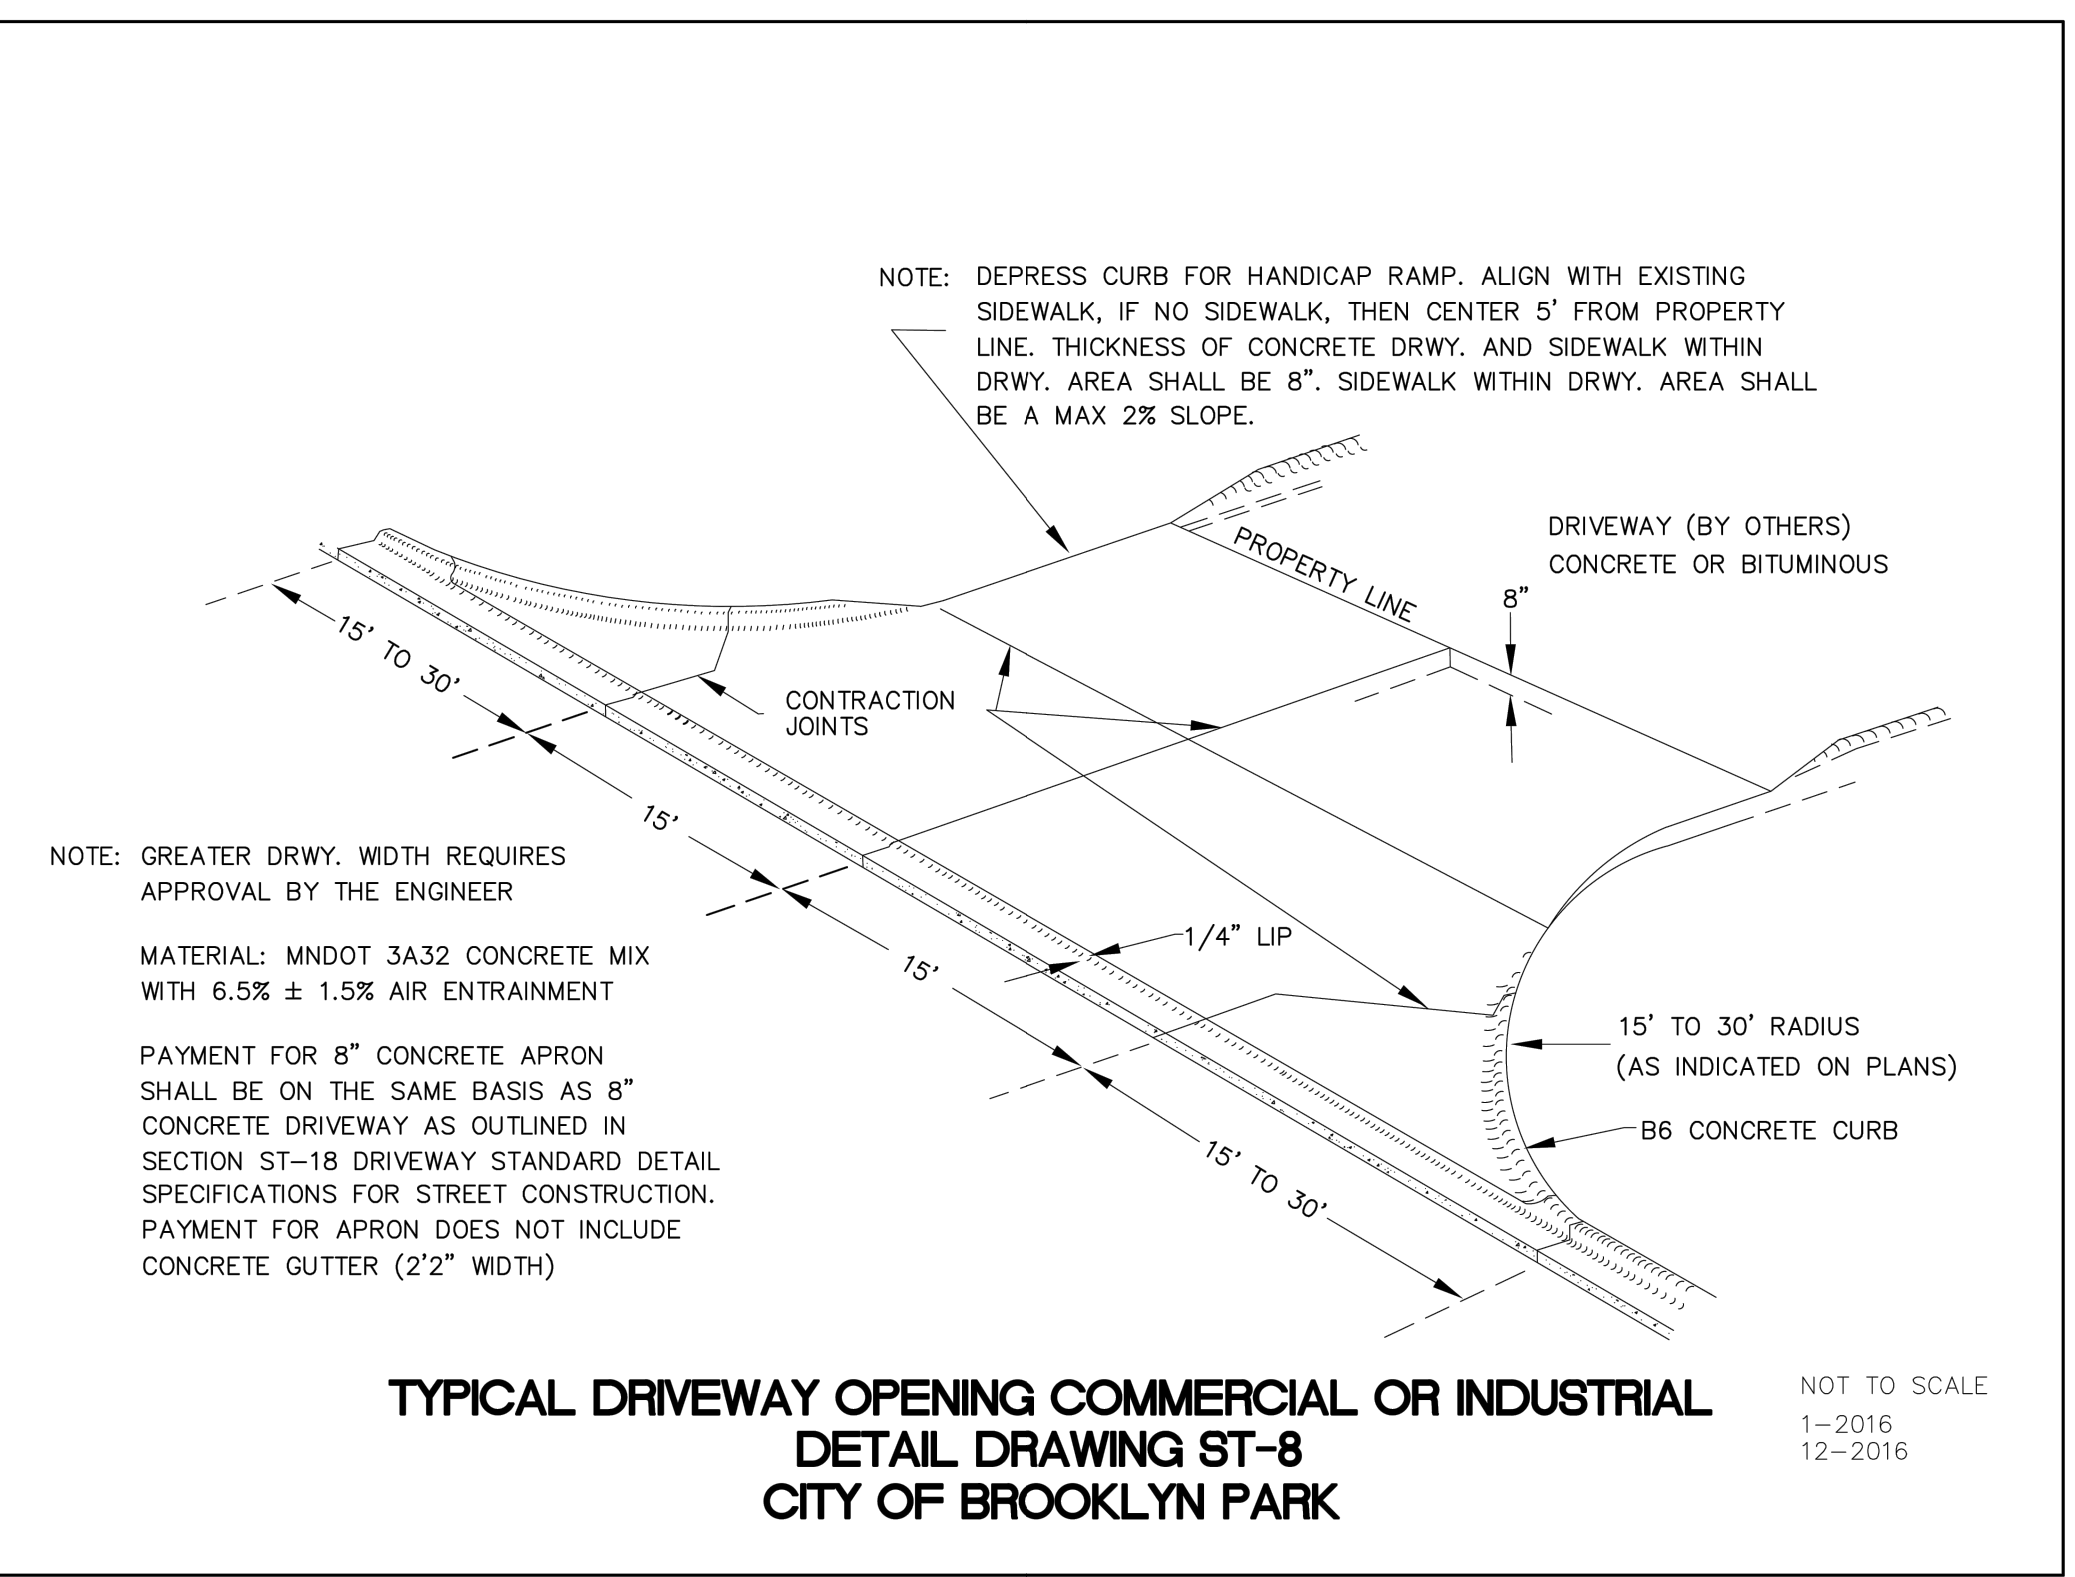 NOTE: DEPRESS CURB FOR HANDICAP RAMP. ALIGN WITH EXISTING
SIDEWALK, IF NO SIDEWALK, THEN CENTER 5' FROM PROPERTY
LINE. THICKNESS OF CONCRETE DRWY. AND SIDEWALK WITHIN
DRWY. AREA SHALL BE 8". SIDEWALK WITHIN DRWY. AREA SHALL
BE A MAX 2% SLOPE.
PROPERTY LINE
DRIVEWAY (BY OTHERS)
CONCRETE OR BITUMINOUS
8"
15' TO 30'
CONTRACTION
JOINTS
15'
15'
1/4" LIP
15' TO 30'
15' TO 30' RADIUS
(AS INDICATED ON PLANS)
B6 CONCRETE CURB
NOTE: GREATER DRWY. WIDTH REQUIRES
APPROVAL BY THE ENGINEER
MATERIAL: MNDOT 3A32 CONCRETE MIX
WITH 6.5% ± 1.5% AIR ENTRAINMENT
PAYMENT FOR 8" CONCRETE APRON
SHALL BE ON THE SAME BASIS AS 8"
CONCRETE DRIVEWAY AS OUTLINED IN
SECTION ST-18 DRIVEWAY STANDARD DETAIL
SPECIFICATIONS FOR STREET CONSTRUCTION.
PAYMENT FOR APRON DOES NOT INCLUDE
CONCRETE GUTTER (2'2" WIDTH)
TYPICAL DRIVEWAY OPENING COMMERCIAL OR INDUSTRIAL
DETAIL DRAWING ST-8
CITY OF BROOKLYN PARK
NOT TO SCALE
1-2016
12-2016